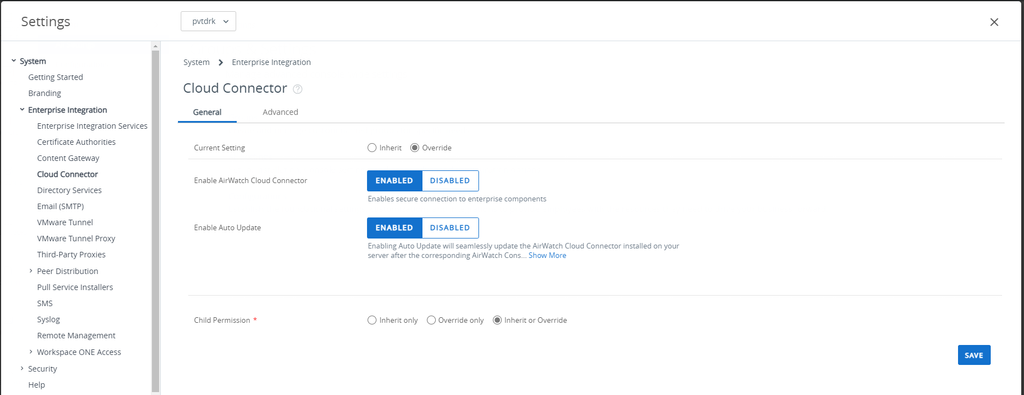 Settings
pvtdrk
System
Getting Started
Branding
Enterprise Integration
Enterprise Integration Services
Certificate Authorities
Content Gateway
Cloud Connector
Directory Services
Email (SMTP)
VMware Tunnel
VMware Tunnel Proxy
Third-Party Proxies
Peer Distribution
Pull Service Installers
SMS
Syslog
Remote Management
Workspace ONE Access
Security
Help
System > Enterprise Integration
Cloud Connector ?
General Advanced
Current Setting Inherit Override
Enable AirWatch Cloud Connector ENABLED DISABLED
Enables secure connection to enterprise components
Enable Auto Update ENABLED DISABLED
Enabling Auto Update will seamlessly update the AirWatch Cloud Connector installed on your
server after the corresponding AirWatch Cons... Show More
Child Permission * Inherit only Override only Inherit or Override
SAVE